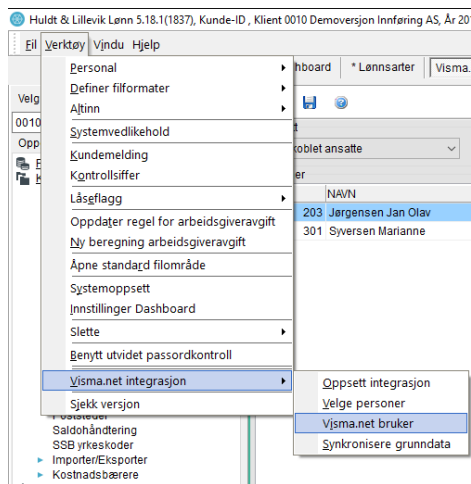 Huldt & Lillevik Lønn 5.18.1(1837), Kunde-ID , Klient 0010 Demoversjon Innføring AS, År 20
Fil Verktøy Vindu Hjelp
hboard * Lønnsarter Visma.
Velg
0010
Opp
Personal
Definer filformater
Altinn
Systemvedlikehold
Kundemelding
Kontrollsiffer
Låseflagg
Oppdater regel for arbeidsgiveravgift
Ny beregning arbeidsgiveravgift
Åpne standard filområde
Systemoppsett
Innstillinger Dashboard
Slette
Benytt utvidet passordkontroll
Visma.net integrasjon
Sjekk versjon
koblet ansatte
er
NAVN
203 Jørgensen Jan Olav
301 Syversen Marianne
Oppsett integrasjon
Velge personer
Visma.net bruker
Synkronisere grunndata
Poststeder
Saldohåndtering
SSB yrkeskoder
Importer/Eksporter
Kostnadsbærere